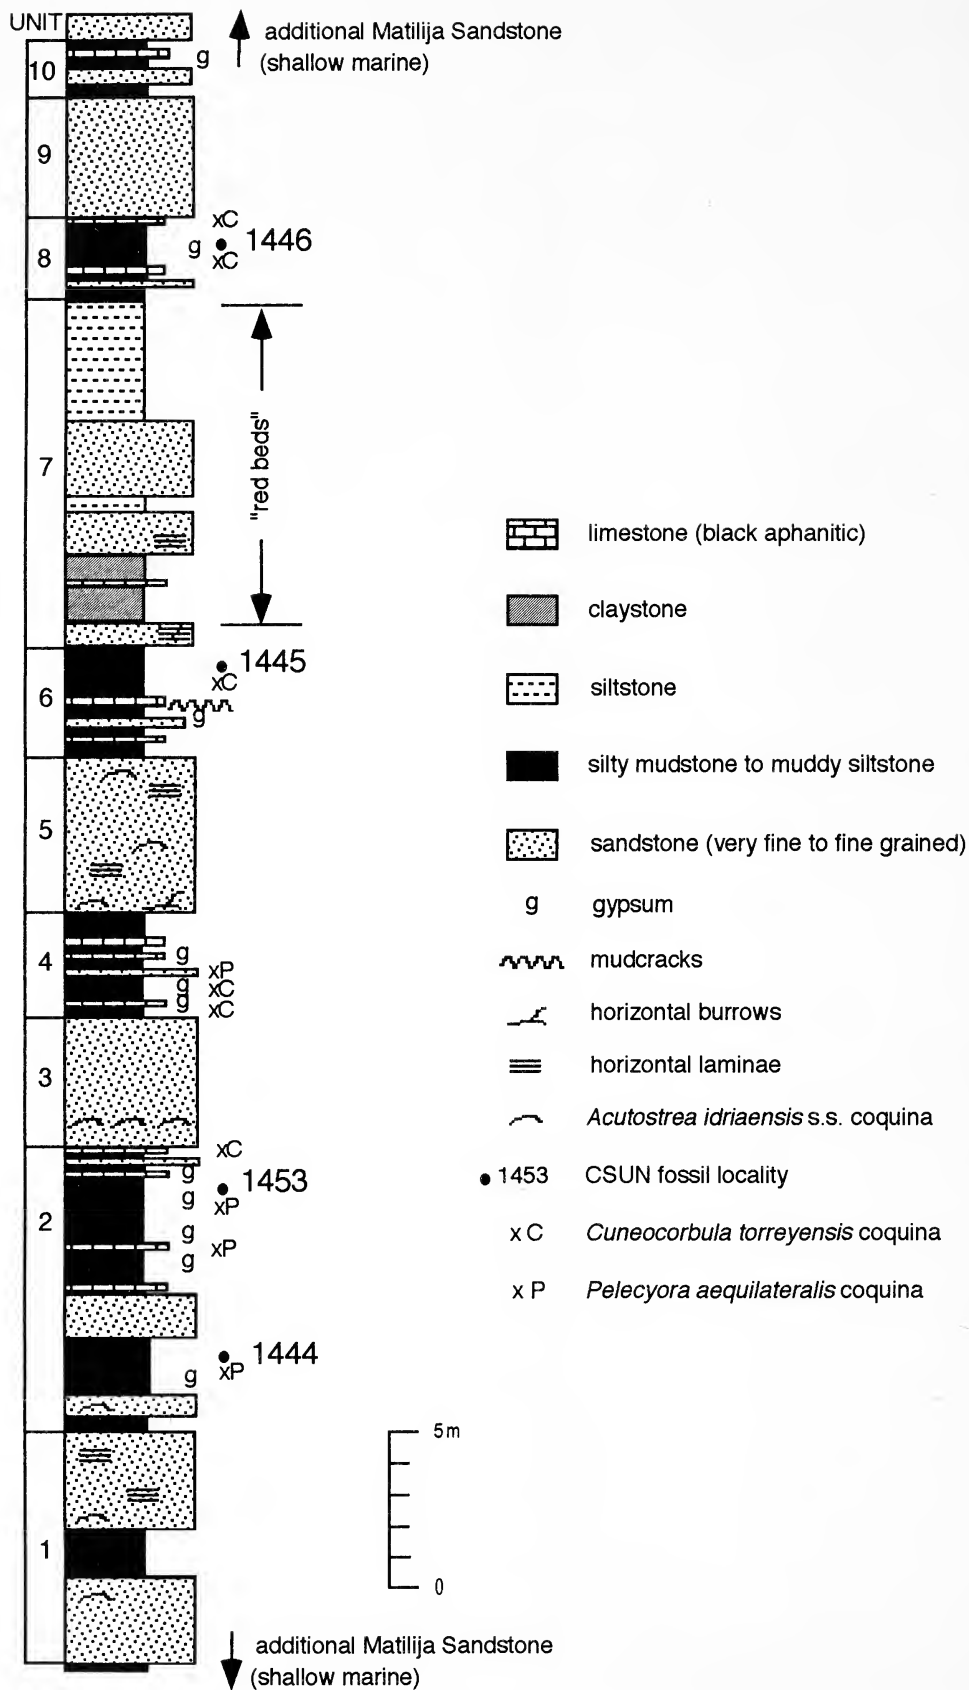 UNIT
additional Matilija Sandstone
(shallow marine)
g
10
9
xC
1446
g
xC
8
"red beds"
7
1445
xC
6
g
5
4
g
xP
g
xC
g
xC
3
xC
g
1453
g
xP
2
g
xP
g
1444
xP
g
1
5 m
0
additional Matilija Sandstone
(shallow marine)
limestone (black aphanitic)
claystone
siltstone
silty mudstone to muddy siltstone
sandstone (very fine to fine grained)
g gypsum
mudcracks
horizontal burrows
horizontal laminae
Acutostrea idriaensis s.s. coquina
1453 CSUN fossil locality
x C Cuneocorbula torreyensis coquina
x P Pelecyora aequilateralis coquina